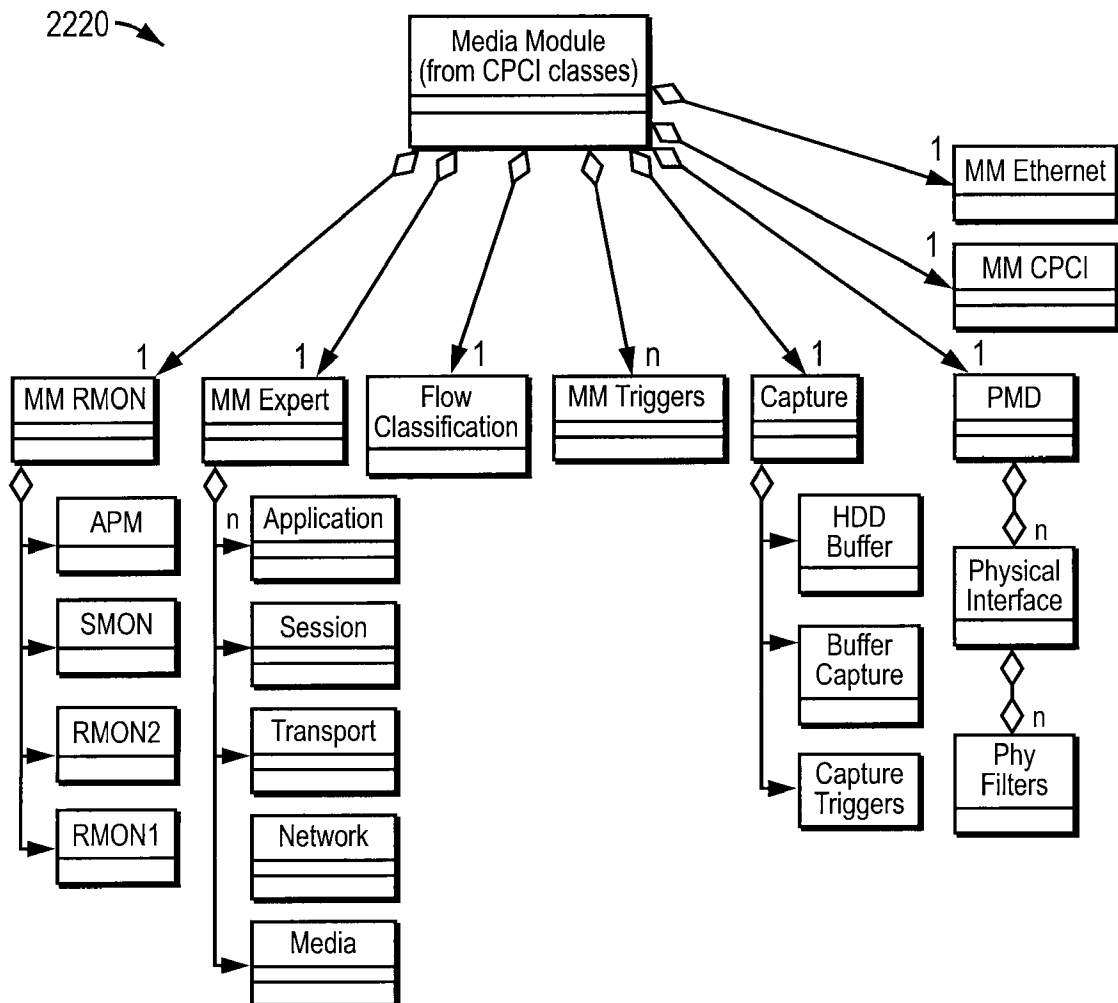 2220
Media Module
(from CPCI classes)
1
MM Ethernet
1
MM CPCI
1
1
1
n
1
1
MM RMON
MM Expert
Flow
Classification
MM Triggers
Capture
PMD
APM
SMON
RMON2
RMON1
n
Application
Session
Transport
Network
Media
HDD
Buffer
Buffer
Capture
Capture
Triggers
n
Physical
Interface
n
Phy
Filters